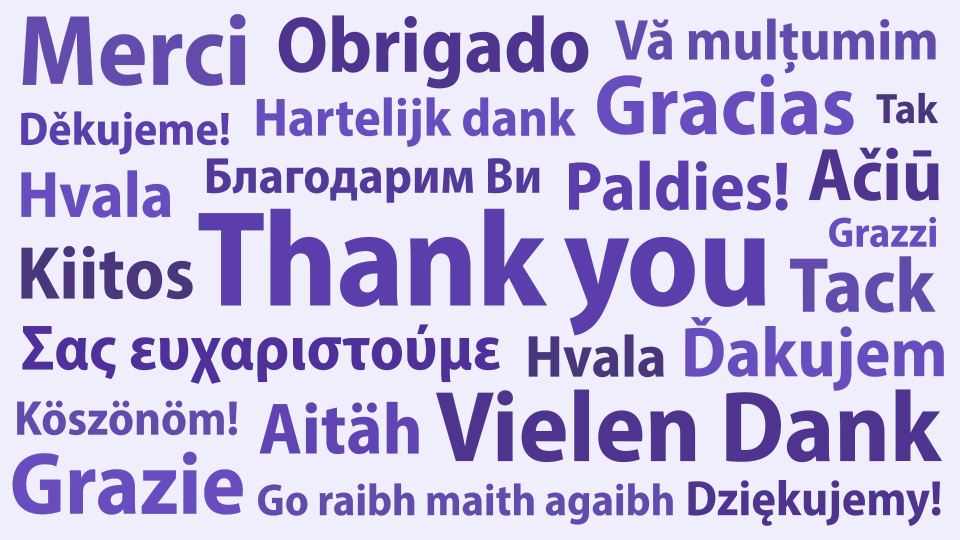 Merci
Obrigado
Vă mulțumim
Děkujeme!
Hartelijk dank
Gracias
Tak
Hvala
Благодарим Ви
Paldies!
Ačiū
Grazzi
Kiitos
Thank you
Tack
Σας ευχαριστούμε
Hvala
Ďakujem
Köszönöm!
Aitäh
Vielen Dank
Grazie
Go raibh maith agaibh
Dziękujemy!